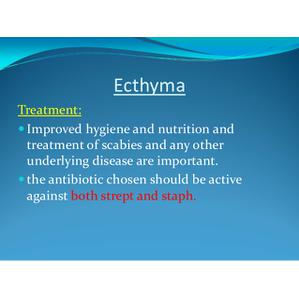 Ecthyma
Treatment:
Improved hygiene and nutrition and
treatment of scabies and any other
underlying disease are important.
the antibiotic chosen should be active
against both strept and staph.